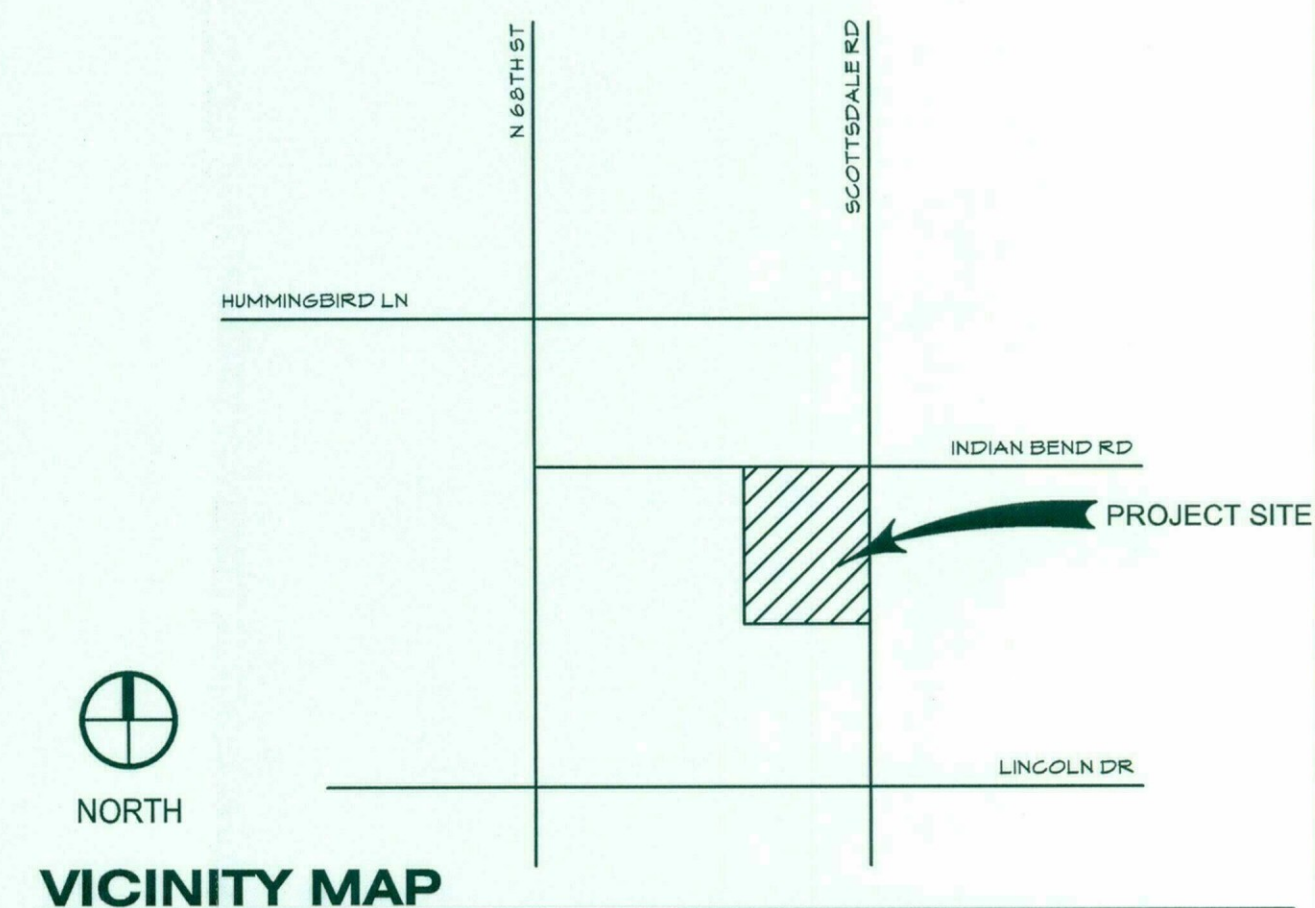 N 68TH ST
SCOTTSDALE RD
HUMMINGBIRD LN
INDIAN BEND RD
PROJECT SITE
LINCOLN DR
NORTH
VICINITY MAP